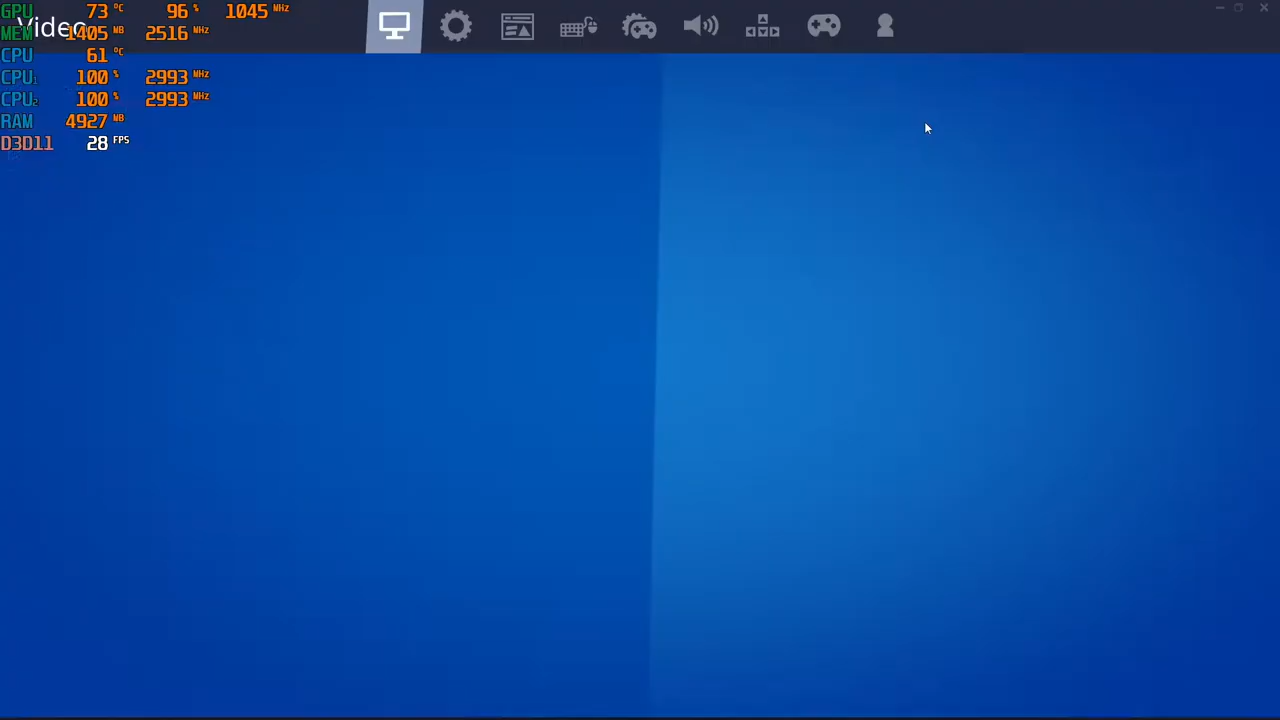 GPU 73 °C 96 % 1045 MHz
Video
MEM 1405 MB 2516 MHz
CPU 61 °C
CPU1 100 % 2993 MHz
CPU2 100 % 2993 MHz
RAM 4927 MB
D3D11 28 FPS